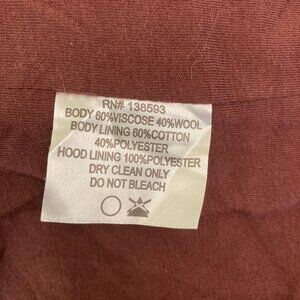 RN# 138593
BODY 60%VISCOSE 40%WOOL
BODY LINING 60%COTTON
40%POLYESTER
HOOD LINING 100%POLYESTER
DRY CLEAN ONLY
DO NOT BLEACH